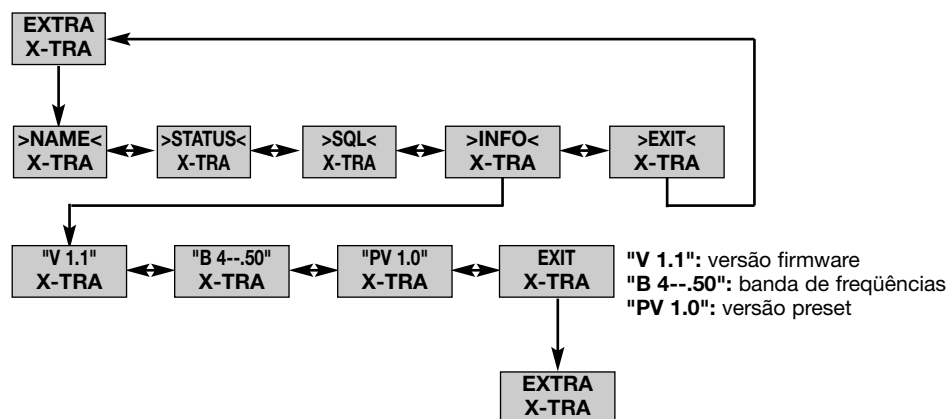 EXTRA
X-TRA
>NAME<
X-TRA
>STATUS<
X-TRA
>SQL<
X-TRA
>INFO<
X-TRA
>EXIT<
X-TRA
"V 1.1"
X-TRA
"B 4--.50"
X-TRA
"PV 1.0"
X-TRA
EXIT
X-TRA
"V 1.1": versão firmware
"B 4--.50": banda de freqüências
"PV 1.0": versão preset
EXTRA
X-TRA